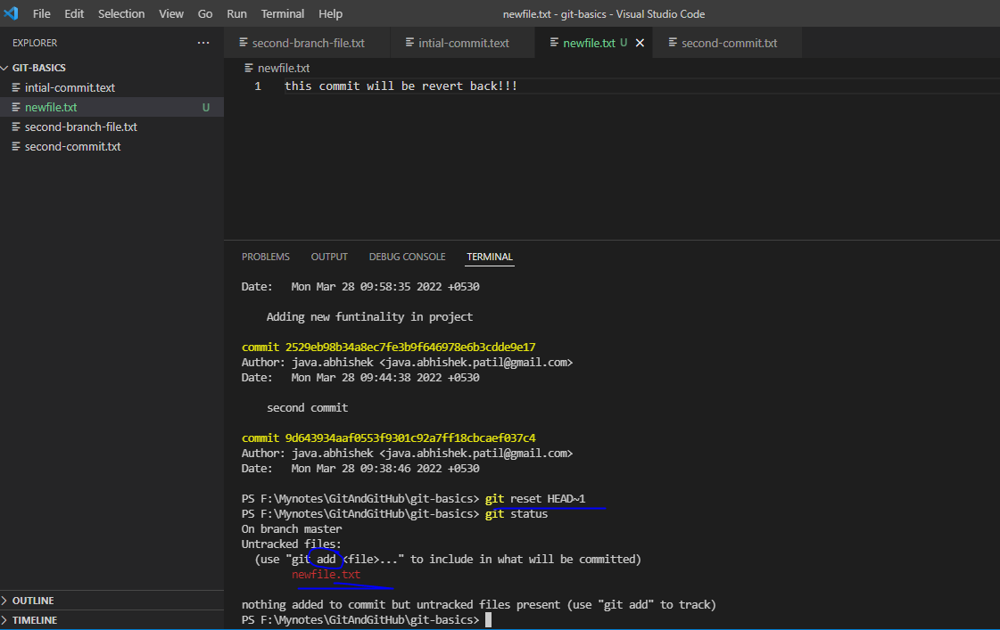 File Edit Selection View Go Run Terminal Help newfile.txt - git-basics - Visual Studio Code
EXPLORER ...
second-branch-file.txt intial-commit.text newfile.txt U second-commit.txt
GIT-BASICS
intial-commit.text
newfile.txt U
second-branch-file.txt
second-commit.txt
newfile.txt
1 this commit will be revert back!!!
PROBLEMS OUTPUT DEBUG CONSOLE TERMINAL
Date:   Mon Mar 28 09:58:35 2022 +0530
Adding new funtinality in project
commit 2529eb98b34a8ec7fe3b9f646978e6b3cdde9e17
Author: java.abhishek <java.abhishek.patil@gmail.com>
Date:   Mon Mar 28 09:44:38 2022 +0530
second commit
commit 9d643934aaf0553f9301c92a7ff18cbcaef037c4
Author: java.abhishek <java.abhishek.patil@gmail.com>
Date:   Mon Mar 28 09:38:46 2022 +0530
PS F:\Mynotes\GitAndGitHub\git-basics> git reset HEAD~1
PS F:\Mynotes\GitAndGitHub\git-basics> git status
On branch master
Untracked files:
(use "git add <file>..." to include in what will be committed)
newfile.txt
nothing added to commit but untracked files present (use "git add" to track)
PS F:\Mynotes\GitAndGitHub\git-basics>
OUTLINE
TIMELINE